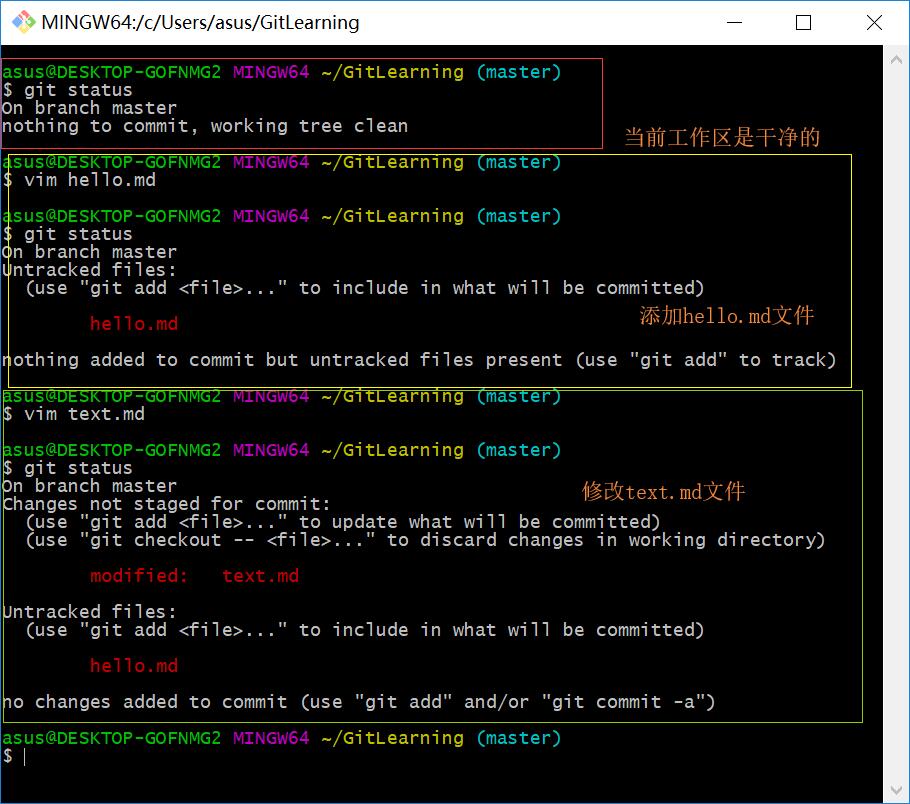 MINGW64:/c/Users/asus/GitLearning
asus@DESKTOP-GOFNMG2 MINGW64 ~/GitLearning (master)
$ git status
On branch master
nothing to commit, working tree clean
当前工作区是干净的
asus@DESKTOP-GOFNMG2 MINGW64 ~/GitLearning (master)
$ vim hello.md
asus@DESKTOP-GOFNMG2 MINGW64 ~/GitLearning (master)
$ git status
On branch master
Untracked files:
(use "git add <file>..." to include in what will be committed)
hello.md
添加hello.md文件
nothing added to commit but untracked files present (use "git add" to track)
asus@DESKTOP-GOFNMG2 MINGW64 ~/GitLearning (master)
$ vim text.md
asus@DESKTOP-GOFNMG2 MINGW64 ~/GitLearning (master)
$ git status
On branch master
修改text.md文件
Changes not staged for commit:
(use "git add <file>..." to update what will be committed)
(use "git checkout -- <file>..." to discard changes in working directory)
modified:   text.md
Untracked files:
(use "git add <file>..." to include in what will be committed)
hello.md
no changes added to commit (use "git add" and/or "git commit -a")
asus@DESKTOP-GOFNMG2 MINGW64 ~/GitLearning (master)
$